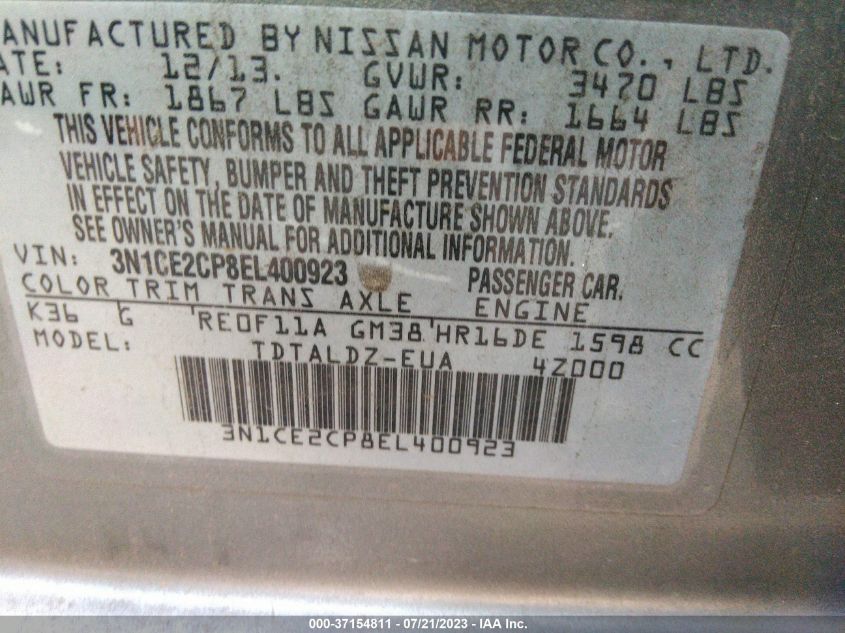 MANUFACTURED BY NISSAN MOTOR CO., LTD.
ATE: 12/13. GVWR: 3470 LBS
AWR FR: 1867 LBS GAWR RR: 1664 LBS
THIS VEHICLE CONFORMS TO ALL APPLICABLE FEDERAL MOTOR
VEHICLE SAFETY, BUMPER AND THEFT PREVENTION STANDARDS
IN EFFECT ON THE DATE OF MANUFACTURE SHOWN ABOVE.
SEE OWNER'S MANUAL FOR ADDITIONAL INFORMATION.
VIN: 3N1CE2CP8EL400923 PASSENGER CAR.
COLOR TRIM TRANS AXLE ENGINE
K36 G RE0F11A GM38 HR16DE 1598 CC
MODEL: TDTALDZ-EUA 4Z000
3N1CE2CP8EL400923
000-37154811 - 07/21/2023 - IAA Inc.